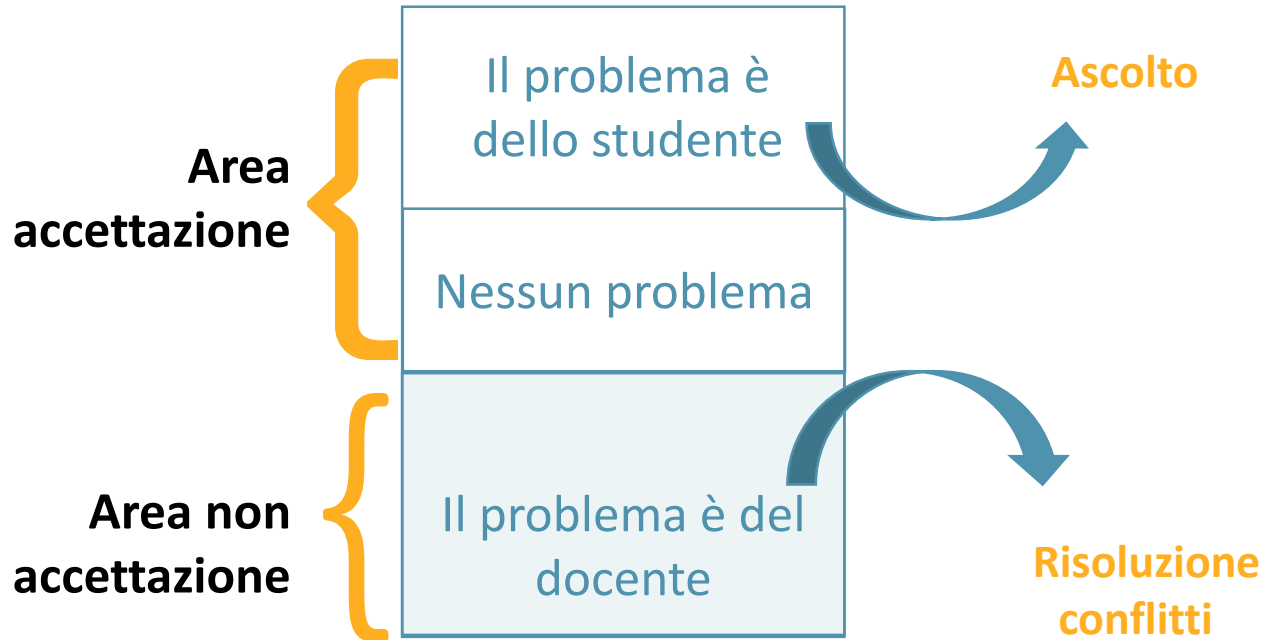 Il problema è
dello studente
Ascolto
Area
accettazione
Nessun problema
Area non
accettazione
Il problema è del
docente
Risoluzione
conflitti